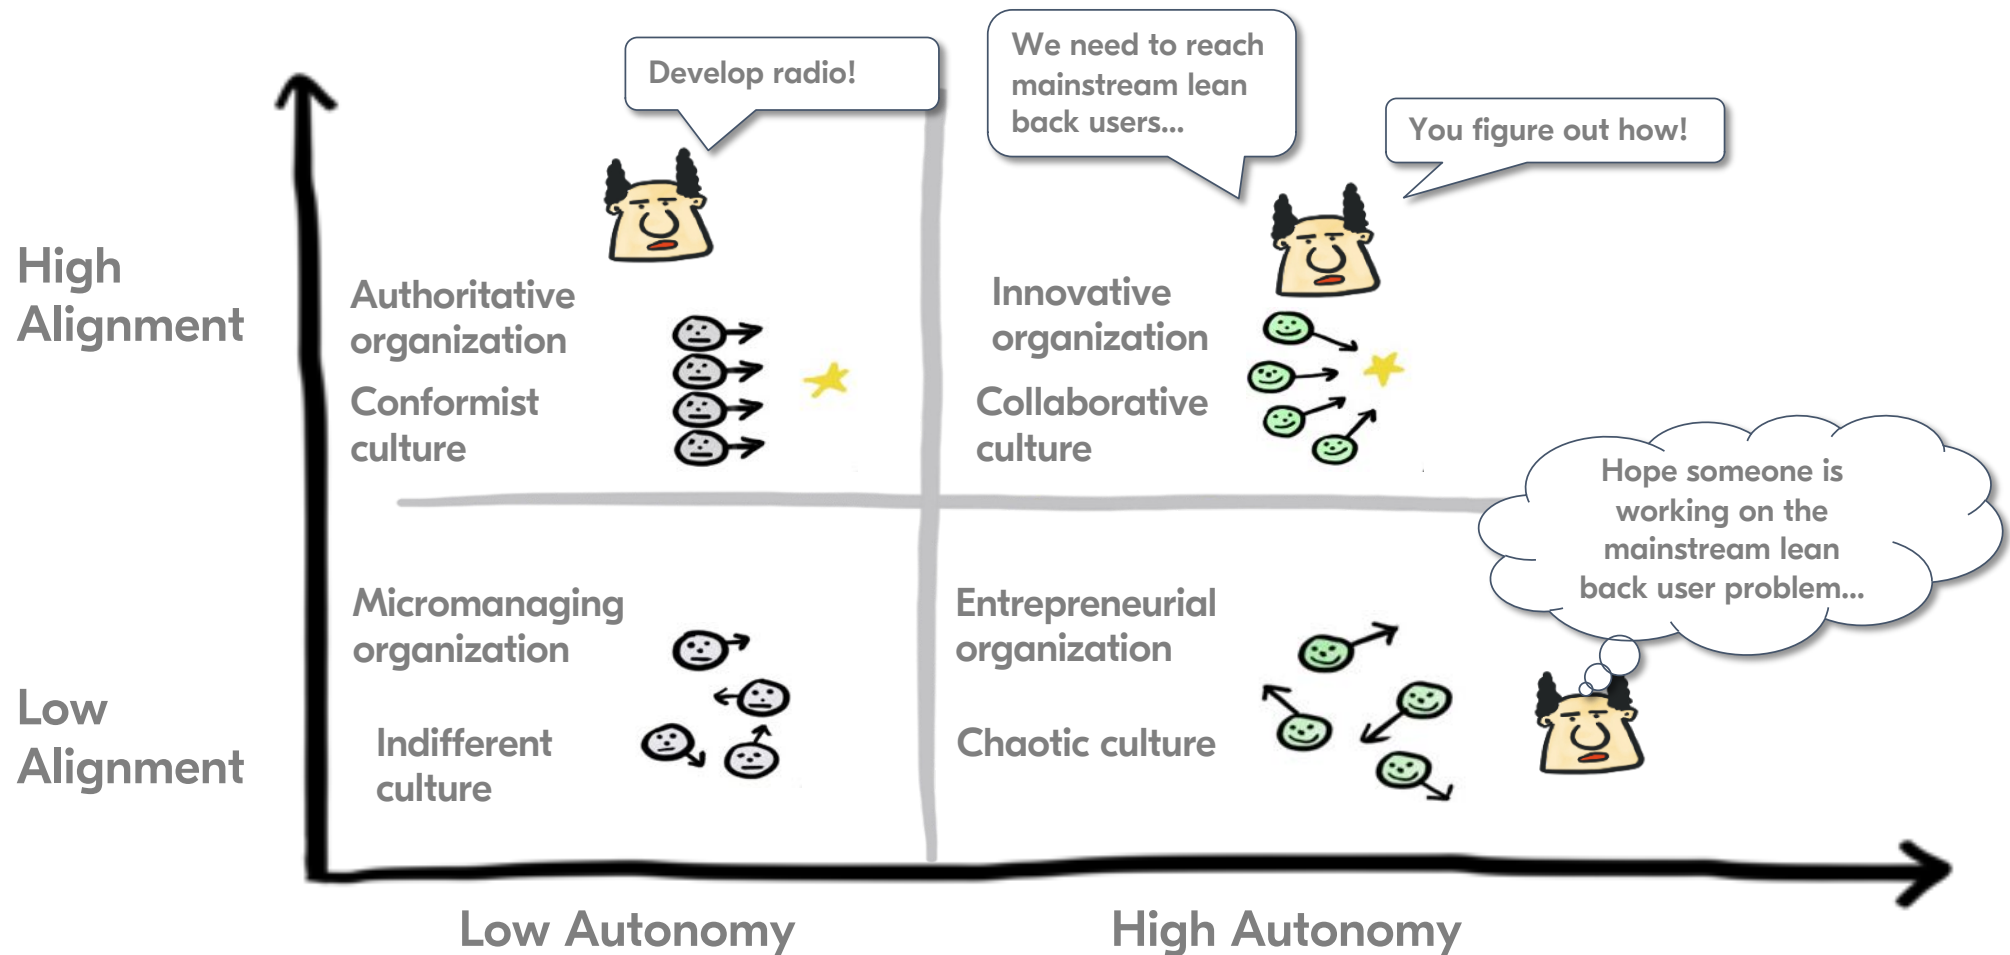 Develop radio!
We need to reach
mainstream lean
back users...
You figure out how!
High
Alignment
Authoritative
organization
Conformist
culture
Innovative
organization
Collaborative
culture
Hope someone is
working on the
mainstream lean
back user problem...
Low
Alignment
Micromanaging
organization
Indifferent
culture
Entrepreneurial
organization
Chaotic culture
Low Autonomy
High Autonomy